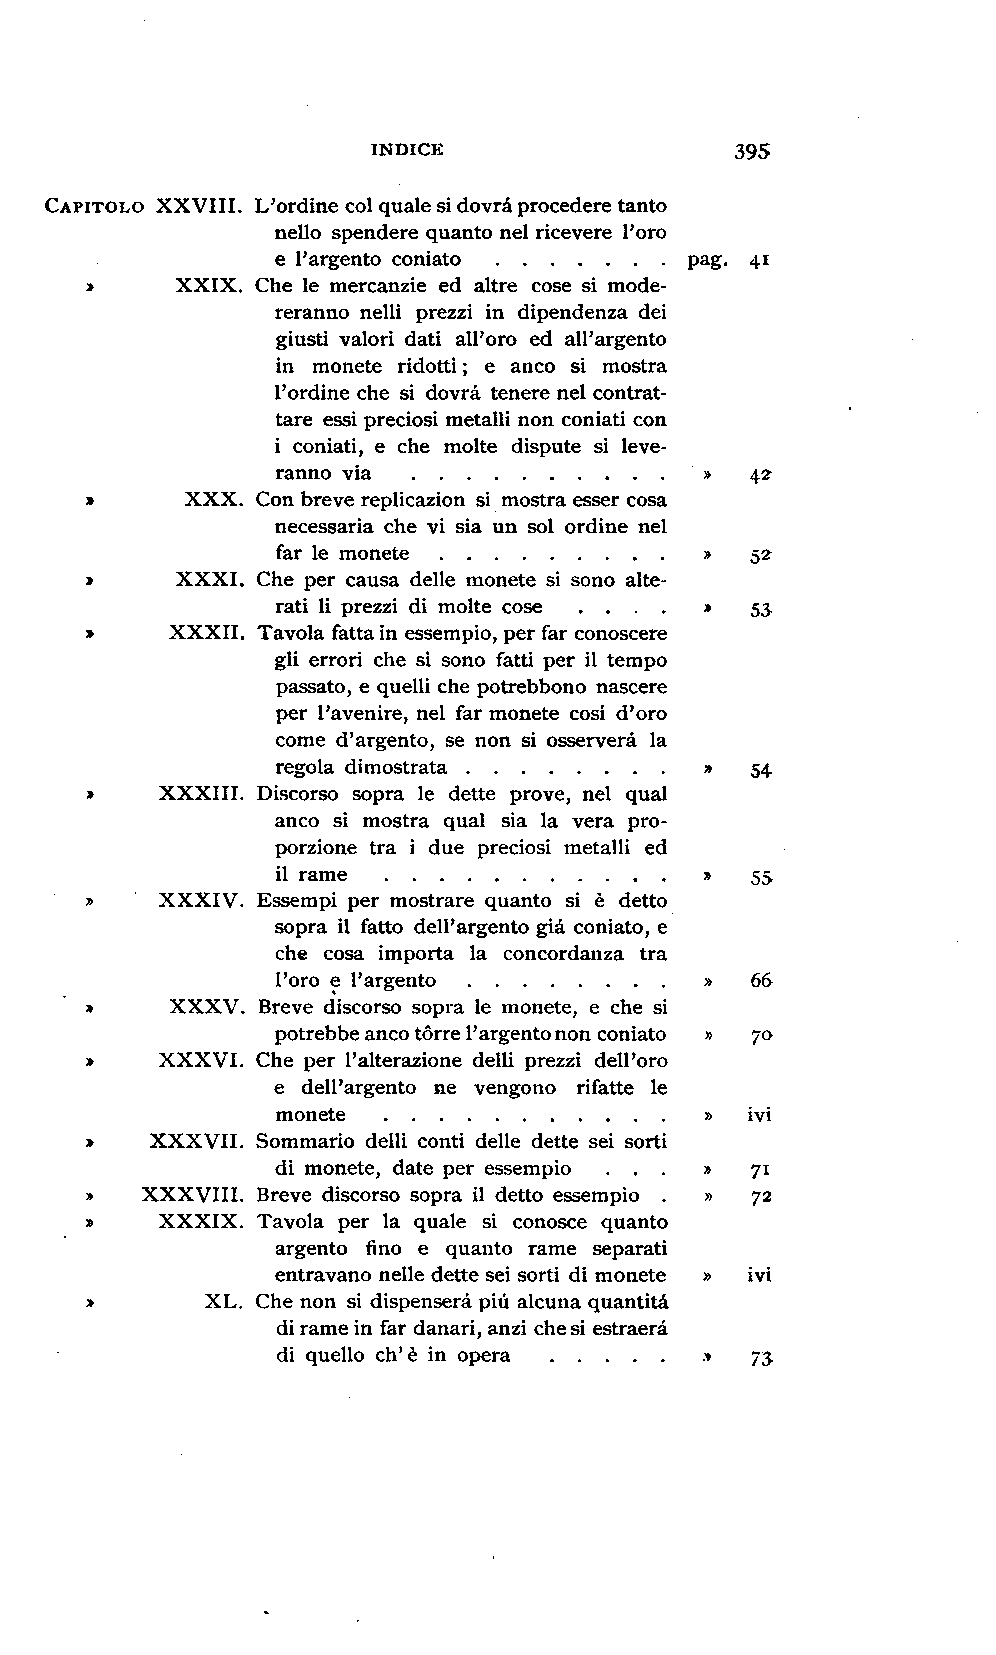 INDICE 395
CAPITOLO XXVIII. L'ordine col quale si dovrá procedere tanto
nello spendere quanto nel ricevere l'oro
e l'argento coniato . . . . . . . pag. 41
» XXIX. Che le mercanzie ed altre cose si mode-
reranno nelli prezzi in dipendenza dei
giusti valori dati all'oro ed all'argento
in monete ridotti; e anco si mostra
l'ordine che si dovrá tenere nel contrat-
tare essi preciosi metalli non coniati con
i coniati, e che molte dispute si leve-
ranno via . . . . . . . . . . » 42
» XXX. Con breve replicazion si mostra esser cosa
necessaria che vi sia un sol ordine nel
far le monete . . . . . . . . . » 52
» XXXI. Che per causa delle monete si sono alte-
rati li prezzi di molte cose . . . . » 53
» XXXII. Tavola fatta in essempio, per far conoscere
gli errori che si sono fatti per il tempo
passato, e quelli che potrebbono nascere
per l'avenire, nel far monete cosí d'oro
come d'argento, se non si osserverá la
regola dimostrata . . . . . . . . » 54
» XXXIII. Discorso sopra le dette prove, nel qual
anco si mostra qual sia la vera pro-
porzione tra i due preciosi metalli ed
il rame . . . . . . . . . . . » 55
» XXXIV. Essempi per mostrare quanto si è detto
sopra il fatto dell'argento giá coniato, e
che cosa importa la concordanza tra
l'oro e l'argento . . . . . . . . » 66
» XXXV. Breve discorso sopra le monete, e che si
potrebbe anco tôrre l'argento non coniato » 70
» XXXVI. Che per l'alterazione delli prezzi dell'oro
e dell'argento ne vengono rifatte le
monete . . . . . . . . . . . » ivi
» XXXVII. Sommario delli conti delle dette sei sorti
di monete, date per essempio . . . » 71
» XXXVIII. Breve discorso sopra il detto essempio . » 72
» XXXIX. Tavola per la quale si conosce quanto
argento fino e quanto rame separati
entravano nelle dette sei sorti di monete » ivi
» XL. Che non si dispenserá piú alcuna quantitá
di rame in far danari, anzi che si estraerá
di quello ch'è in opera . . . . . » 73